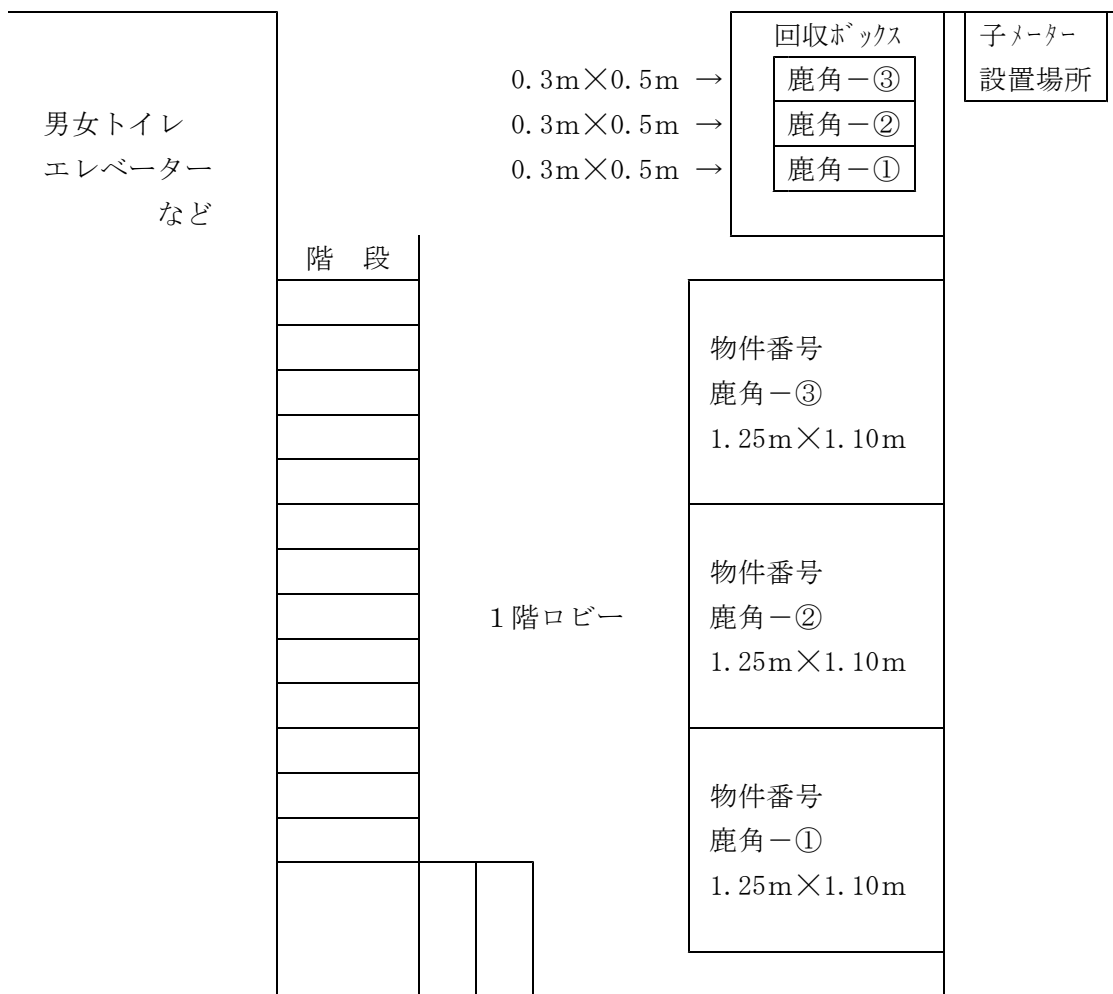 回収ボックス
子メーター
設置場所
0.3m×0.5m → 鹿角－③
0.3m×0.5m → 鹿角－②
0.3m×0.5m → 鹿角－①
男女トイレ
エレベーター
など
階　段
物件番号
鹿角－③
1.25m×1.10m
１階ロビー
物件番号
鹿角－②
1.25m×1.10m
物件番号
鹿角－①
1.25m×1.10m